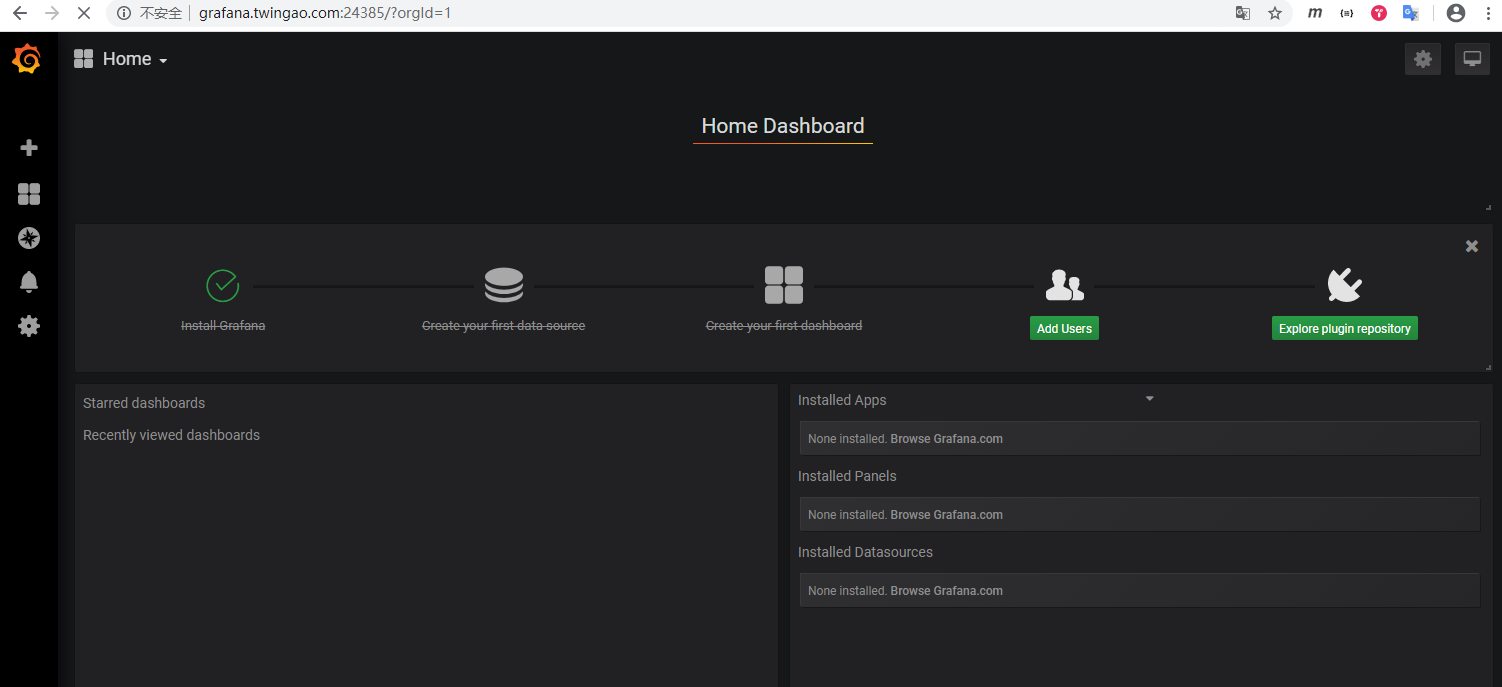 不安全 grafana.twingao.com:24385/?orgId=1
Home
Home Dashboard
Install Grafana
Create your first data source
Create your first dashboard
Add Users
Explore plugin repository
Starred dashboards
Recently viewed dashboards
Installed Apps
None installed. Browse Grafana.com
Installed Panels
None installed. Browse Grafana.com
Installed Datasources
None installed. Browse Grafana.com